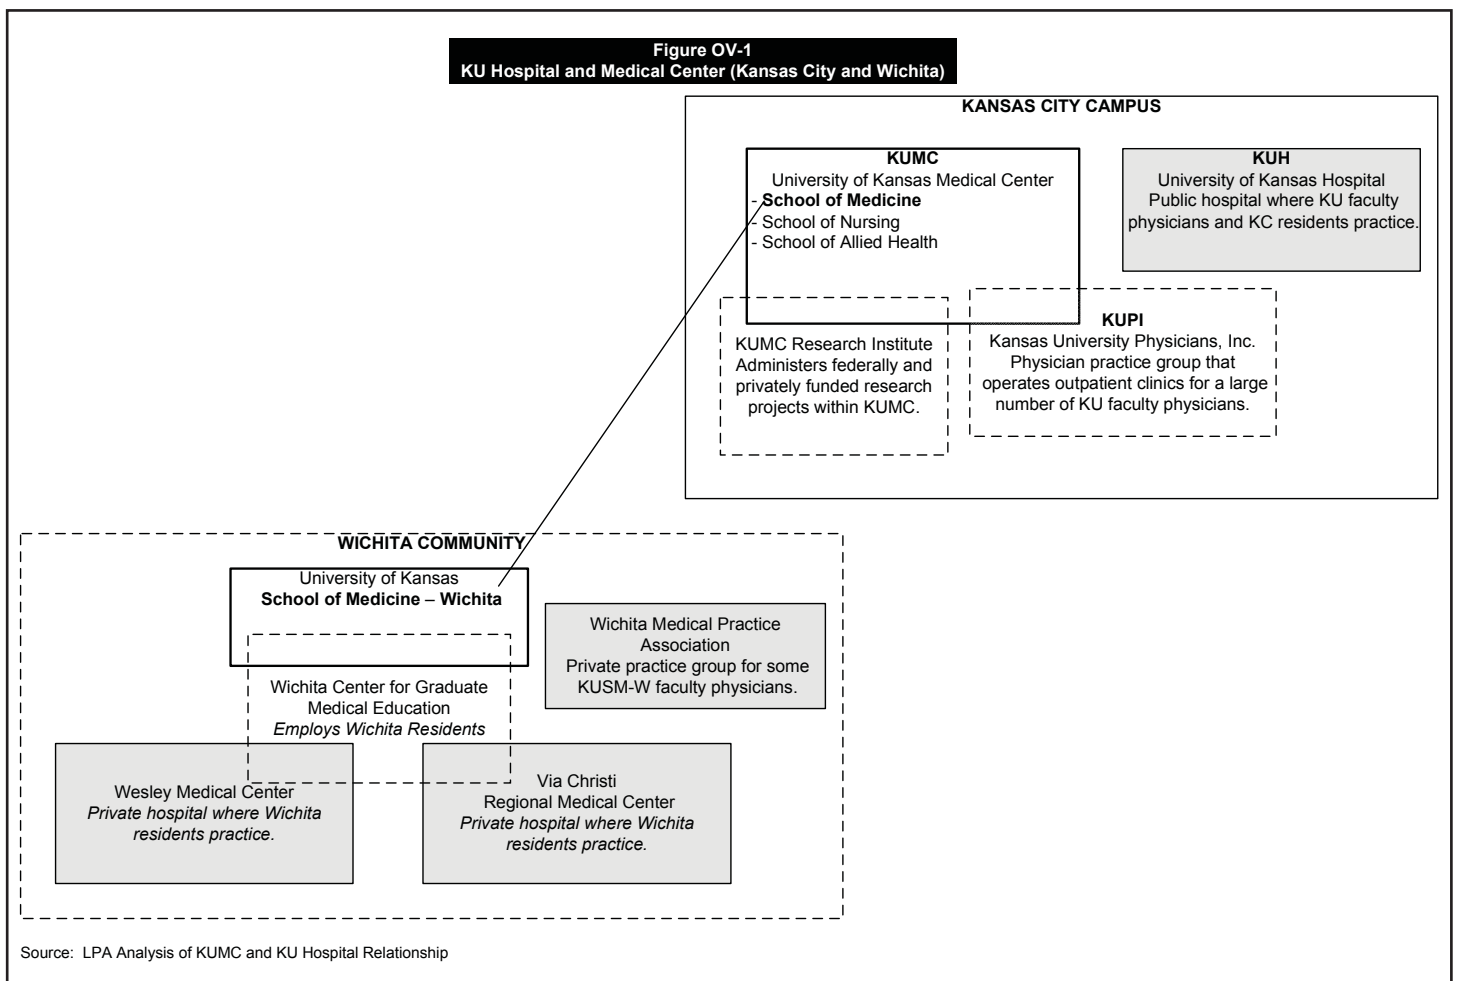 Figure OV-1
KU Hospital and Medical Center (Kansas City and Wichita)
KANSAS CITY CAMPUS
KUMC
University of Kansas Medical Center
- School of Medicine
- School of Nursing
- School of Allied Health
KUH
University of Kansas Hospital
Public hospital where KU faculty
physicians and KC residents practice.
KUMC Research Institute
Administers federally and
privately funded research
projects within KUMC.
KUPI
Kansas University Physicians, Inc.
Physician practice group that
operates outpatient clinics for a large
number of KU faculty physicians.
WICHITA COMMUNITY
University of Kansas
School of Medicine – Wichita
Wichita Medical Practice
Association
Private practice group for some
KUSM-W faculty physicians.
Wichita Center for Graduate
Medical Education
Employs Wichita Residents
Wesley Medical Center
Private hospital where Wichita
residents practice.
Via Christi
Regional Medical Center
Private hospital where Wichita
residents practice.
Source:  LPA Analysis of KUMC and KU Hospital Relationship